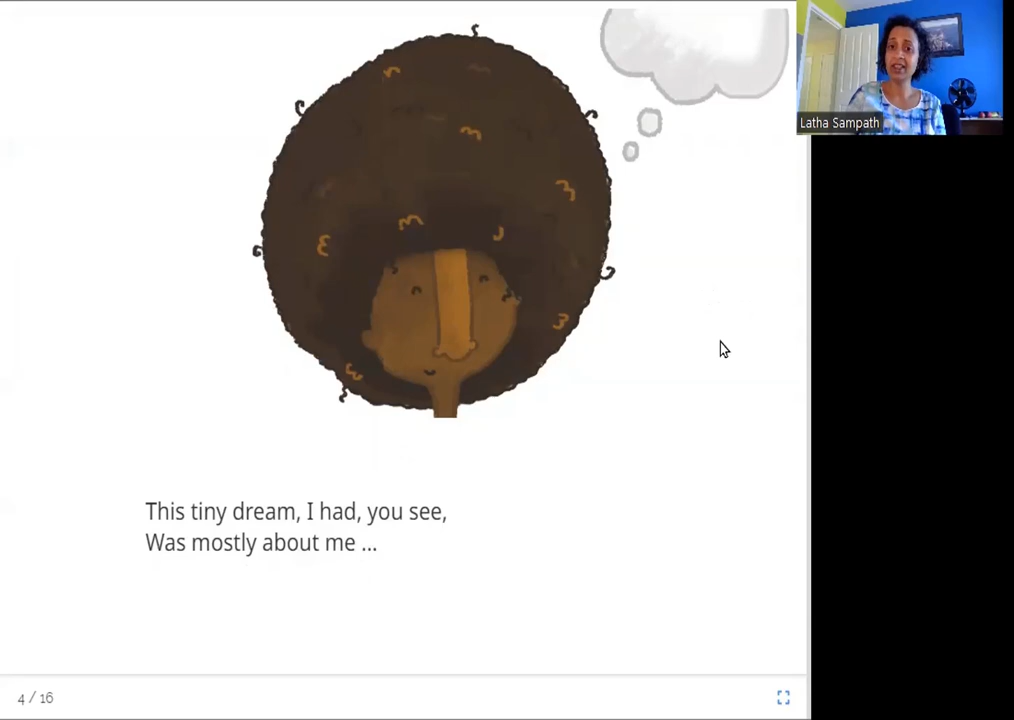 Latha Sampath
This tiny dream, I had, you see,
Was mostly about me ...
4 / 16